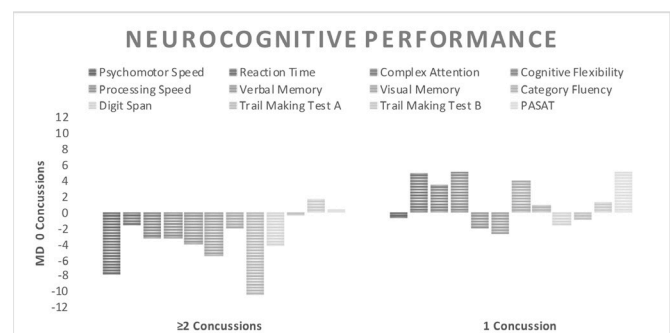 NEUROCOGNITIVE PERFORMANCE
Psychomotor Speed Reaction Time Complex Attention Cognitive Flexibility
Processing Speed Verbal Memory Visual Memory Category Fluency
Digit Span Trail Making Test A Trail Making Test B PASAT
12
10
8
6
4
2
0
-2
-4
-6
-8
-10
-12
MD 0 Concussions
≥2 Concussions 1 Concussion